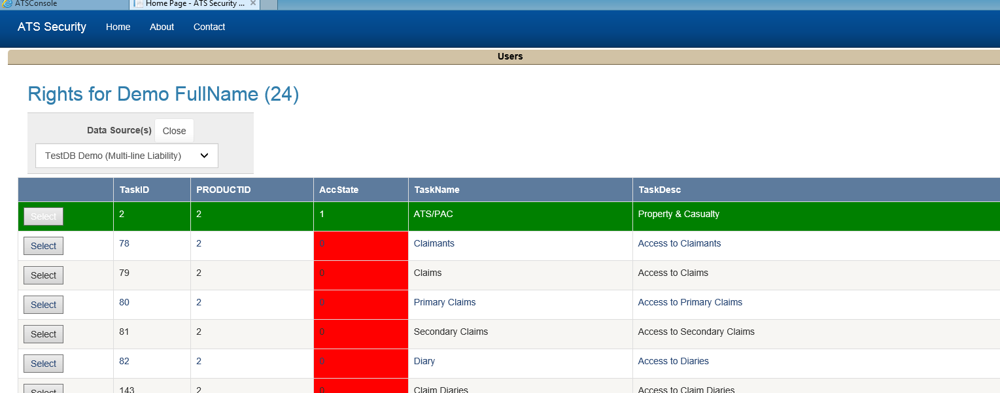 ATSConsole Home Page - ATS Security ...
ATS Security Home About Contact
Users
Rights for Demo FullName (24)
Data Source(s) Close
TestDB Demo (Multi-line Liability)
TaskID PRODUCTID AccState TaskName TaskDesc
Select 2 2 1 ATS/PAC Property & Casualty
Select 78 2 0 Claimants Access to Claimants
Select 79 2 0 Claims Access to Claims
Select 80 2 0 Primary Claims Access to Primary Claims
Select 81 2 0 Secondary Claims Access to Secondary Claims
Select 82 2 0 Diary Access to Diaries
Select 143 2 0 Claim Diaries Access to Claim Diaries